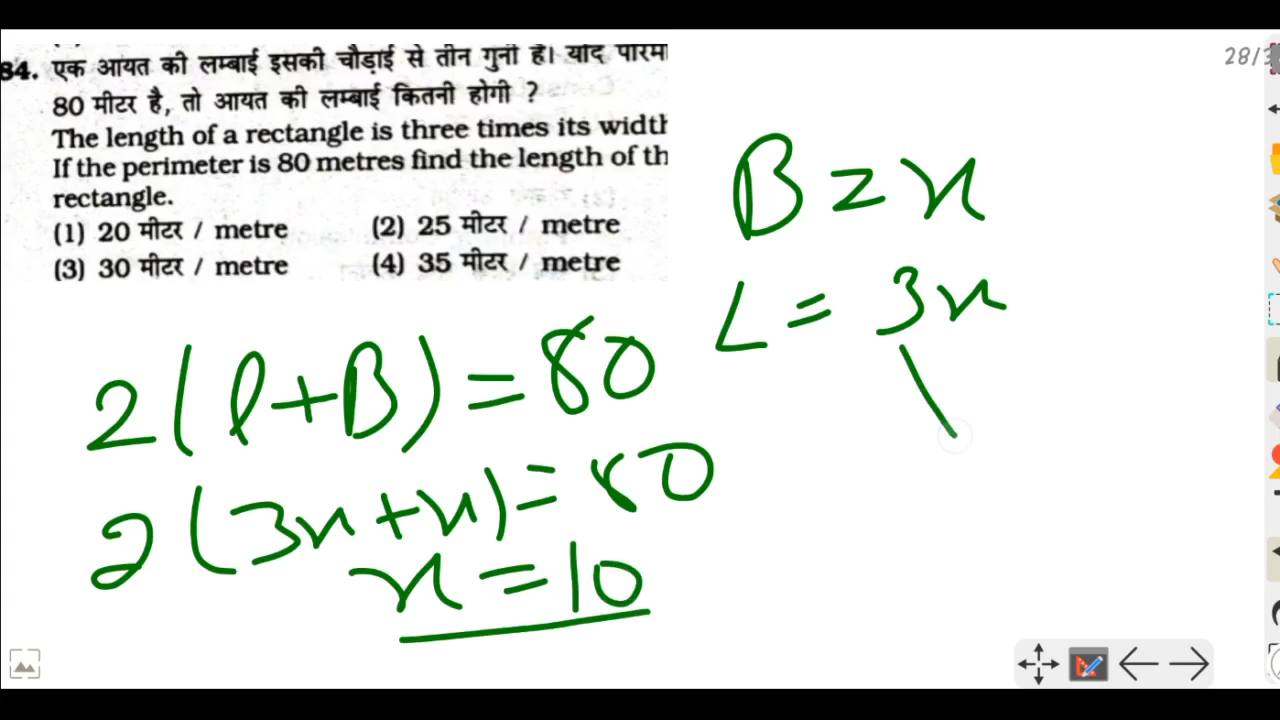 84. एक आयत की लम्बाई इसकी चौड़ाई से तीन गुनी है। यदि
80 मीटर है, तो आयत की लम्बाई कितनी होगी ?
The length of a rectangle is three times its width
If the perimeter is 80 metres find the length of th
rectangle.
(1) 20 मीटर / metre (2) 25 मीटर / metre
(3) 30 मीटर / metre (4) 35 मीटर / metre
28/3
B = x
L = 3x
2(l+B) = 80
2(3x+x) = 80
x = 10